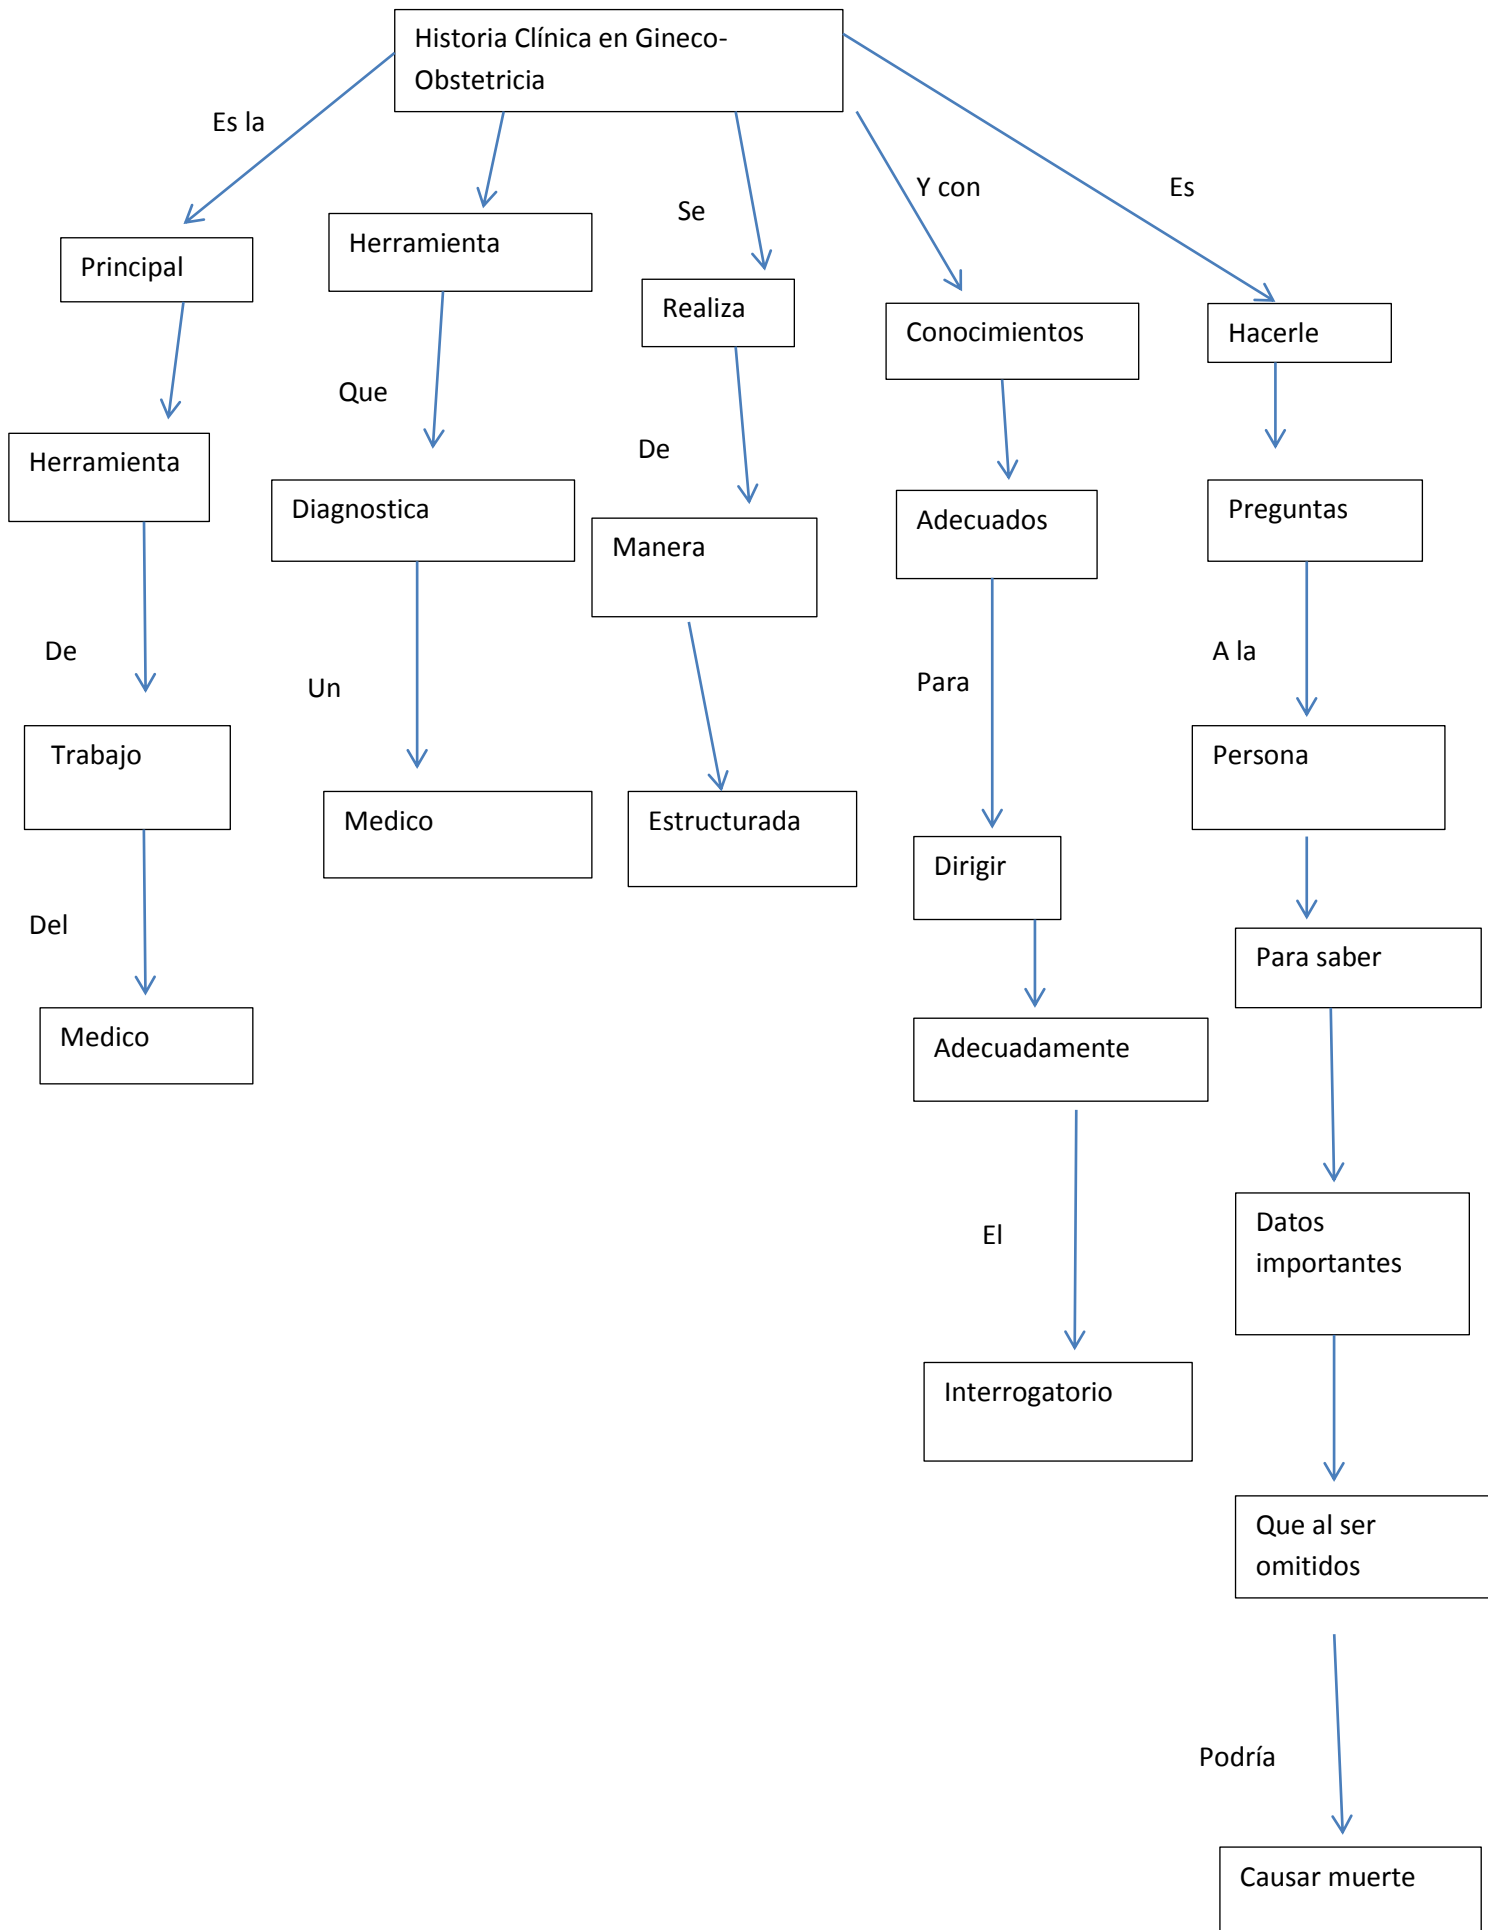 Historia Clínica en Gineco-
Obstetricia
Es la
Principal
Herramienta
De
Trabajo
Del
Medico
Herramienta
Que
Diagnostica
Un
Medico
Se
Realiza
De
Manera
Estructurada
Y con
Conocimientos
Adecuados
Para
Dirigir
Adecuadamente
El
Interrogatorio
Es
Hacerle
Preguntas
A la
Persona
Para saber
Datos
importantes
Que al ser
omitidos
Podría
Causar muerte